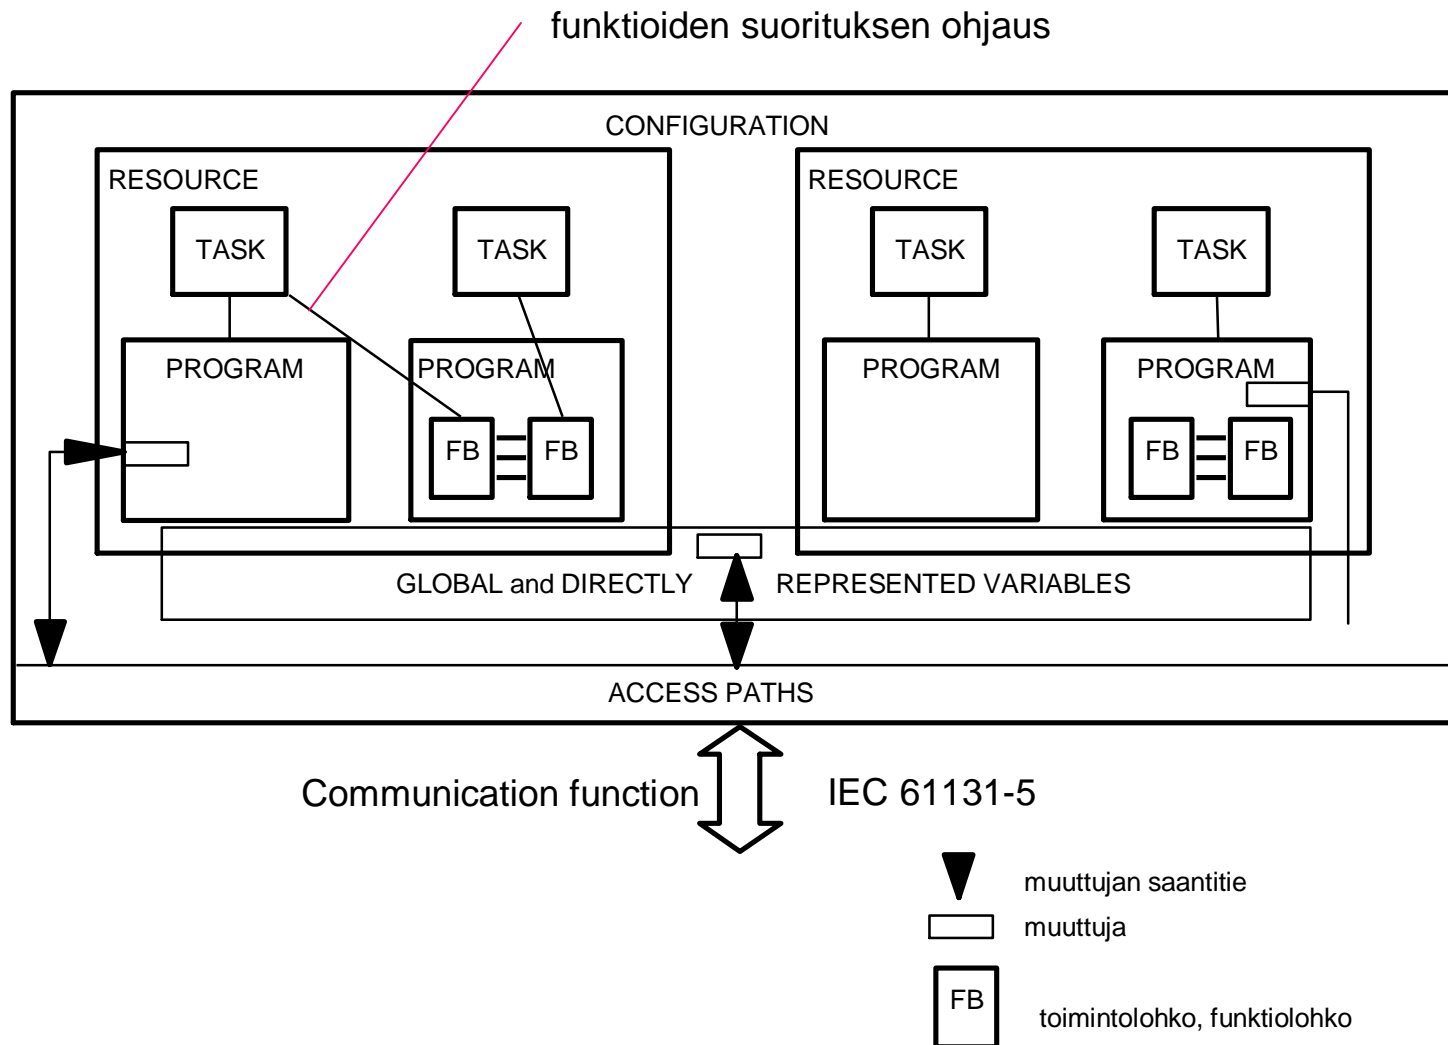 funktioiden suorituksen ohjaus
CONFIGURATION
RESOURCE
RESOURCE
TASK
TASK
TASK
TASK
PROGRAM
PROGRAM
PROGRAM
PROGRAM
FB
FB
FB
FB
GLOBAL and DIRECTLY REPRESENTED VARIABLES
ACCESS PATHS
Communication function
IEC 61131-5
muuttujan saantitie
muuttuja
FB
toimintolohko, funktiolohko